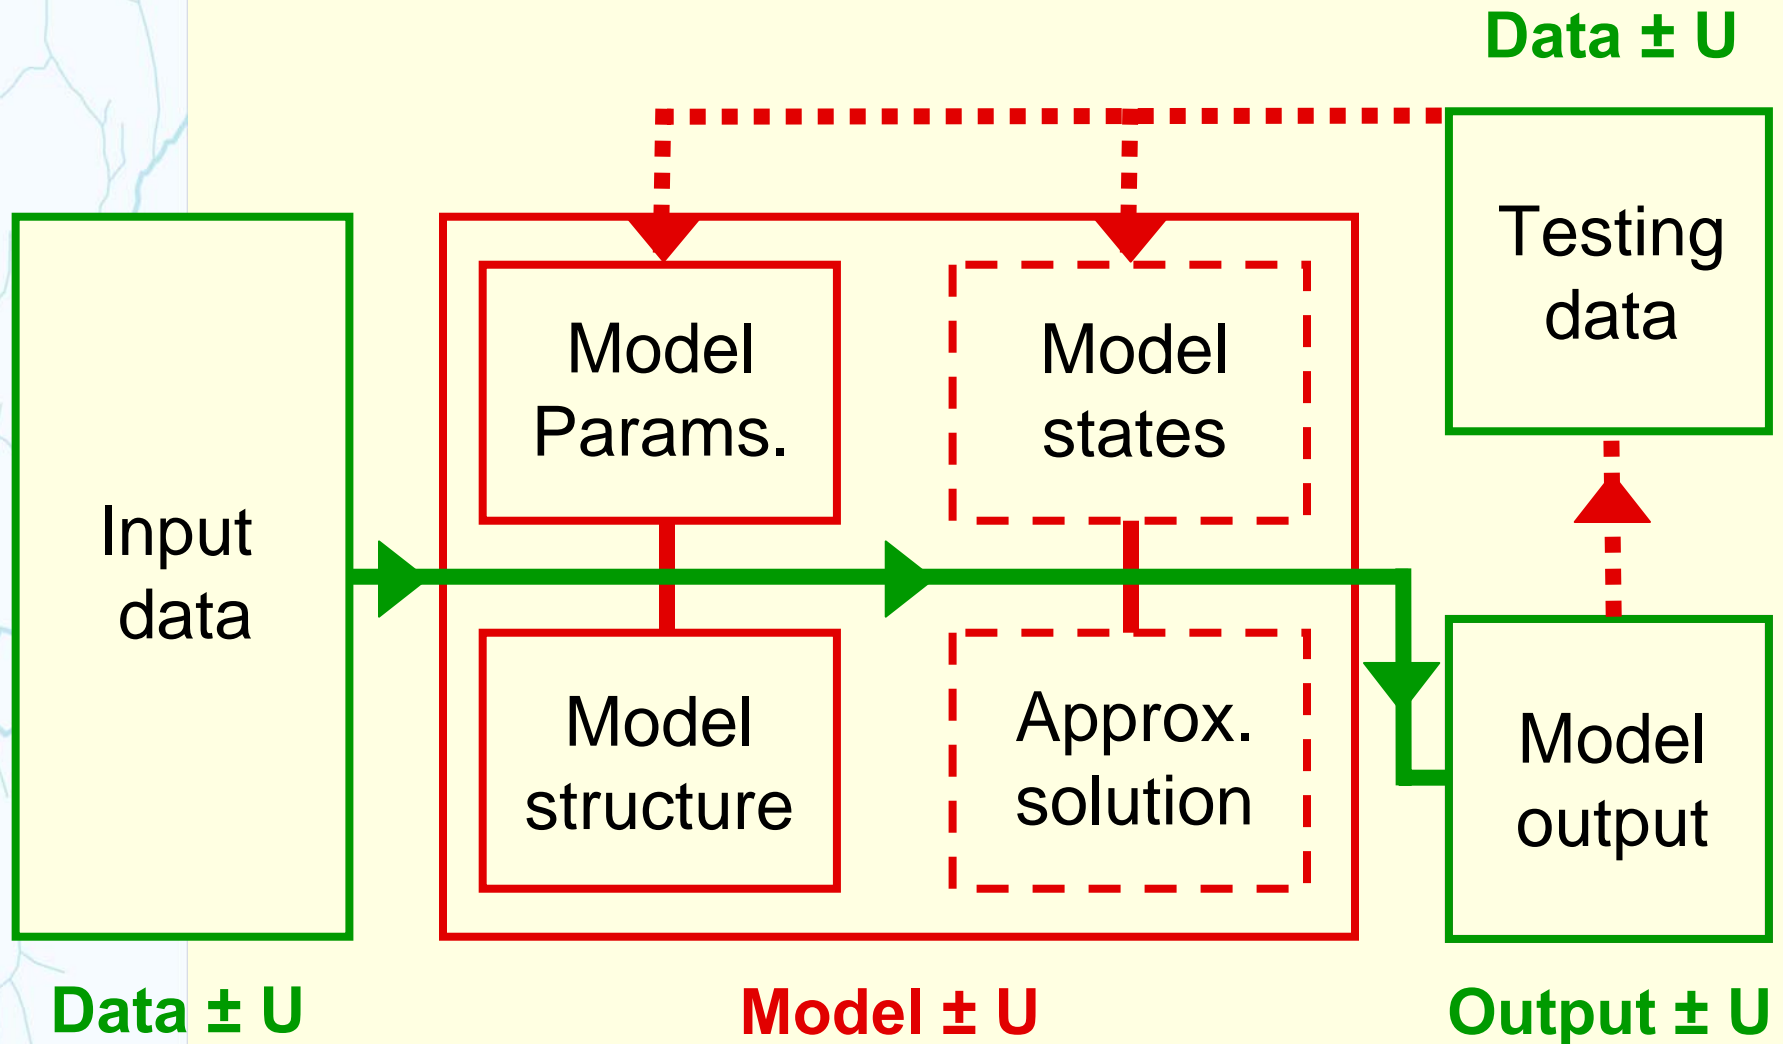 Data ± U
Testing
data
Model
Params.
Model
states
Input
data
Model
structure
Approx.
solution
Model
output
Data ± U
Model ± U
Output ± U